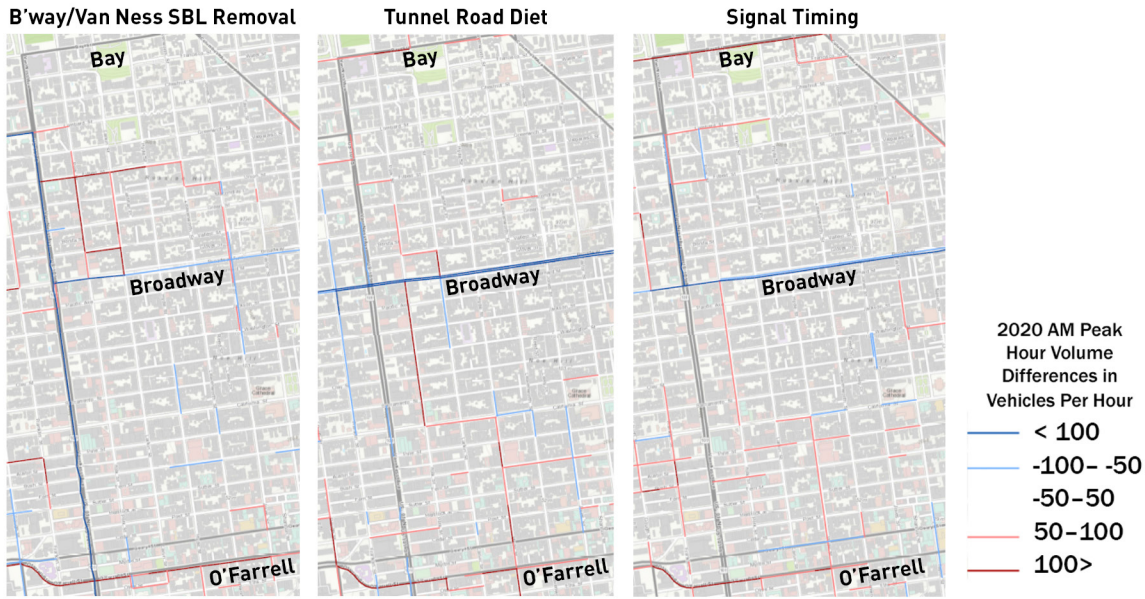 B'way/Van Ness SBL Removal
Tunnel Road Diet
Signal Timing
Bay
Bay
Bay
Broadway
Broadway
Broadway
O'Farrell
O'Farrell
O'Farrell
2020 AM Peak
Hour Volume
Differences in
Vehicles Per Hour
< 100
-100– -50
-50–50
50–100
100>